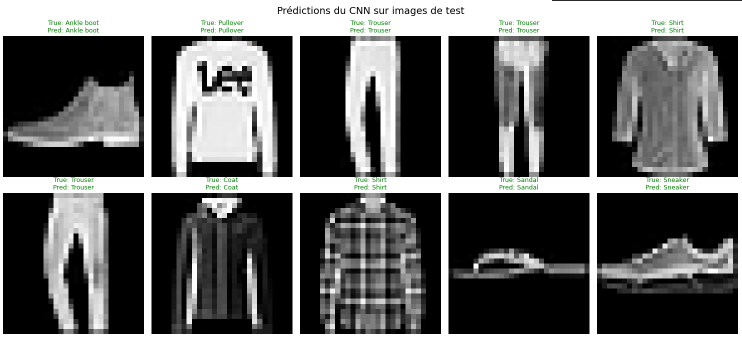 Prédictions du CNN sur images de test
True: Ankle boot
Pred: Ankle boot
True: Pullover
Pred: Pullover
True: Trouser
Pred: Trouser
True: Trouser
Pred: Trouser
True: Shirt
Pred: Shirt
Lee
True: Trouser
Pred: Trouser
True: Coat
Pred: Coat
True: Shirt
Pred: Shirt
True: Sandal
Pred: Sandal
True: Sneaker
Pred: Sneaker